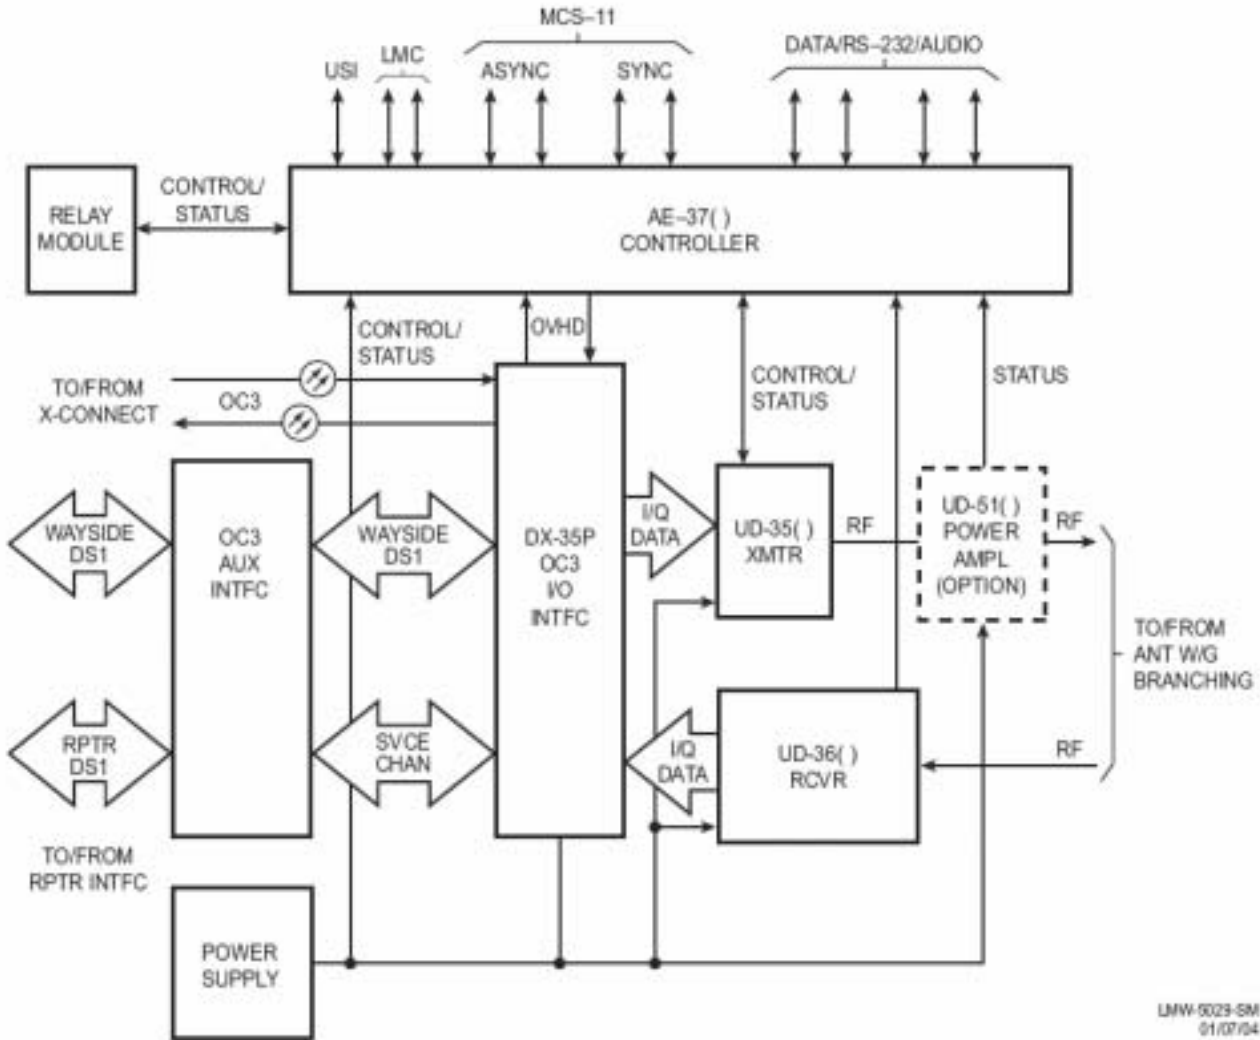 MCS–11
DATA/RS–232/AUDIO
USI
LMC
ASYNC
SYNC
RELAY
MODULE
CONTROL/
STATUS
AE–37( )
CONTROLLER
CONTROL/
STATUS
OVHD
CONTROL/
STATUS
STATUS
TO/FROM
X-CONNECT
OC3
WAYSIDE
DS1
OC3
AUX
INTFC
WAYSIDE
DS1
DX-35P
OC3
I/O
INTFC
I/Q
DATA
UD-35( )
XMTR
RF
UD-51( )
POWER
AMPL
(OPTION)
RF
TO/FROM
ANT W/G
BRANCHING
RPTR
DS1
SVCE
CHAN
I/Q
DATA
UD-36( )
RCVR
RF
TO/FROM
RPTR INTFC
POWER
SUPPLY
LMW-5029-SM
01/07/04